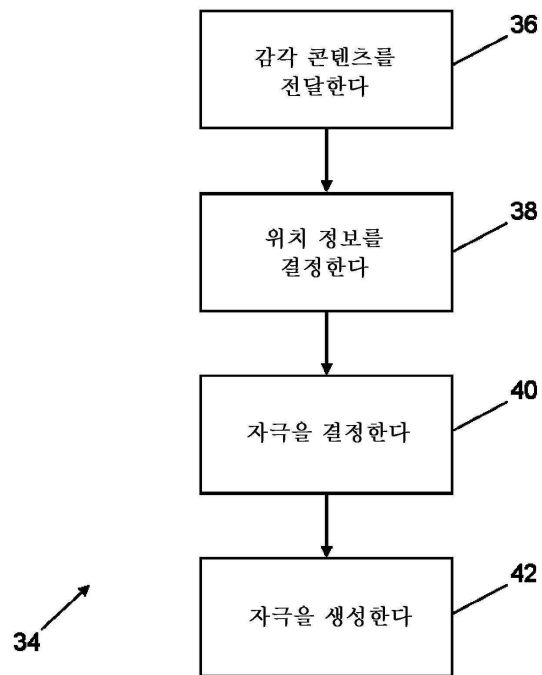 감각 콘텐츠를
전달한다
36
위치 정보를
결정한다
38
자극을 결정한다
40
자극을 생성한다
42
34